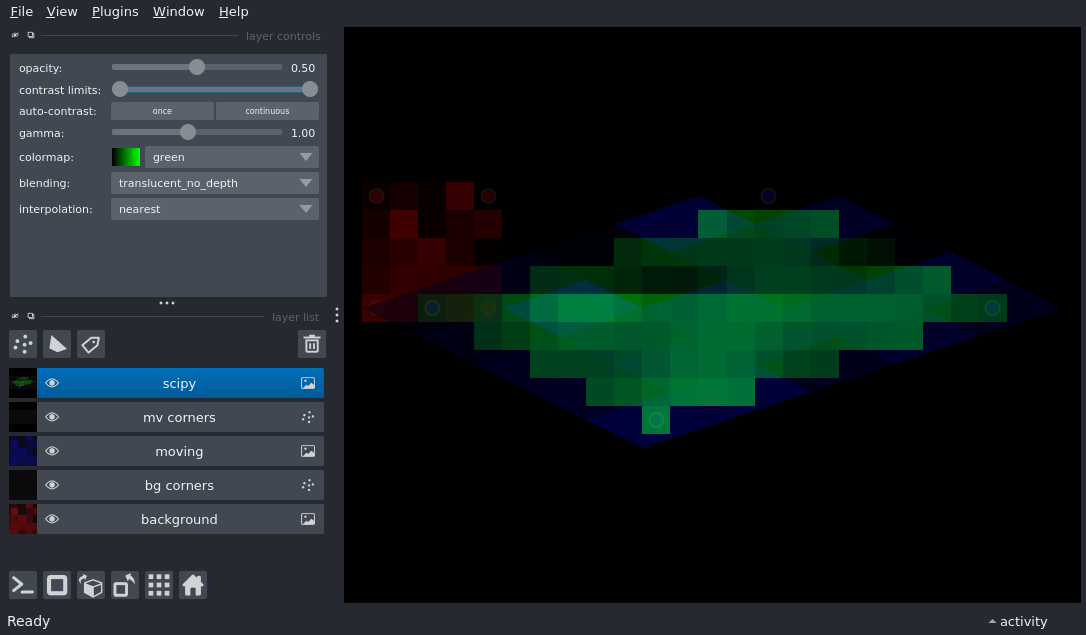 File View Plugins Window Help
layer controls
opacity: 0.50
contrast limits:
auto-contrast: once continuous
gamma: 1.00
colormap: green
blending: translucent_no_depth
interpolation: nearest
layer list
scipy
mv corners
moving
bg corners
background
Ready activity